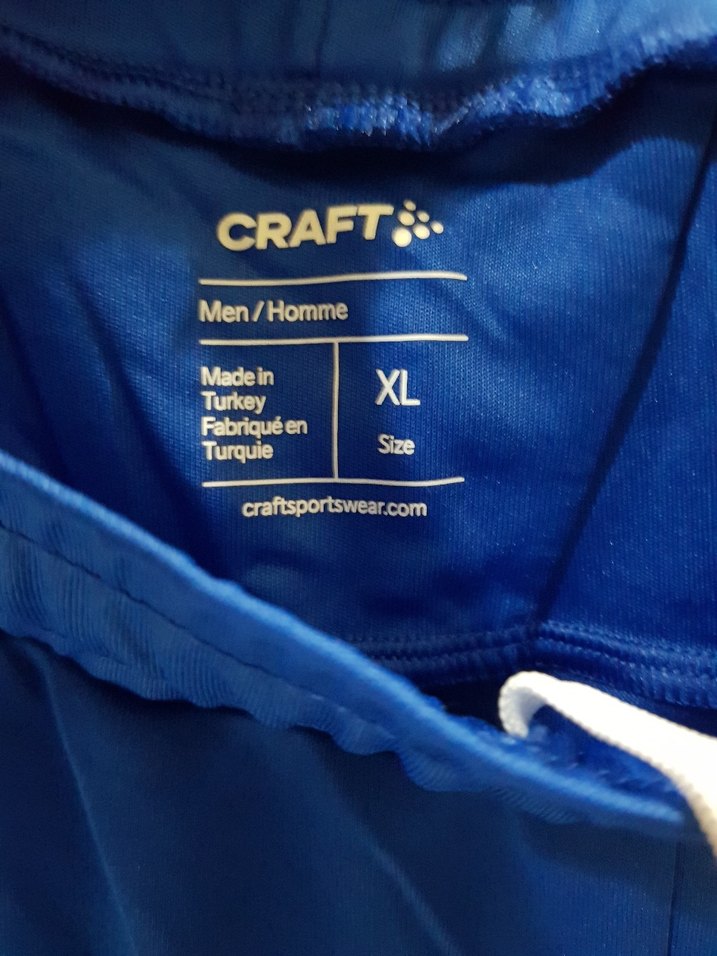 CRAFT
Men / Homme
Made in
Turkey
Fabriqué en
Turquie
XL
Size
craftsportswear.com